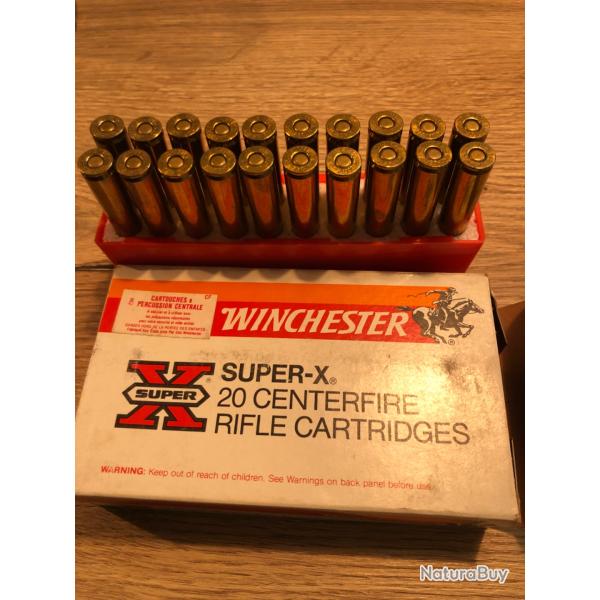 CARTOUCHES à
PERCUSSION CENTRALE
CF
WINCHESTER
®
X
SUPER
SUPER-X®
20 CENTERFIRE
RIFLE CARTRIDGES
WARNING: Keep out of reach of children. See Warnings on back panel before use.
NaturaBuy